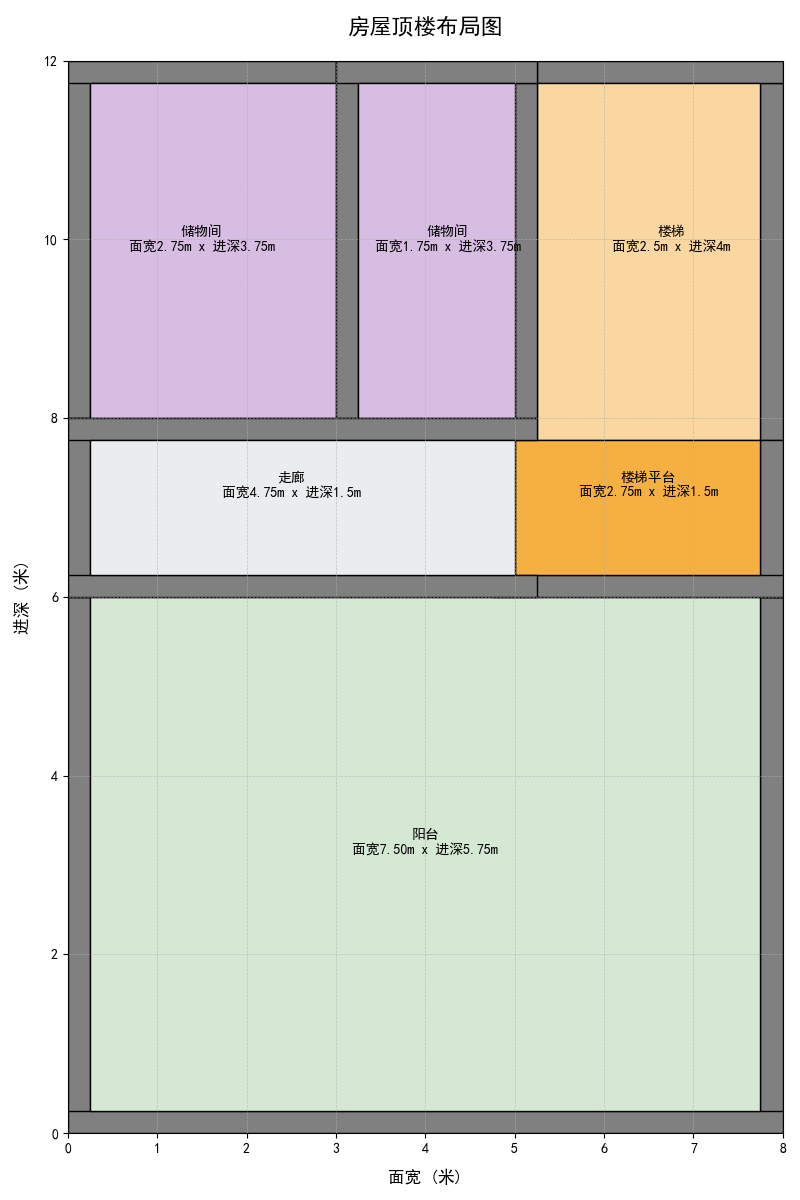 房屋顶楼布局图
12
储物间
面宽2.75m x 进深3.75m
储物间
面宽1.75m x 进深3.75m
楼梯
面宽2.5m x 进深4m
10
8
走廊
面宽4.75m x 进深1.5m
楼梯平台
面宽2.75m x 进深1.5m
6
进深 (米)
4
阳台
面宽7.50m x 进深5.75m
2
0
0 1 2 3 4 5 6 7 8
面宽 (米)